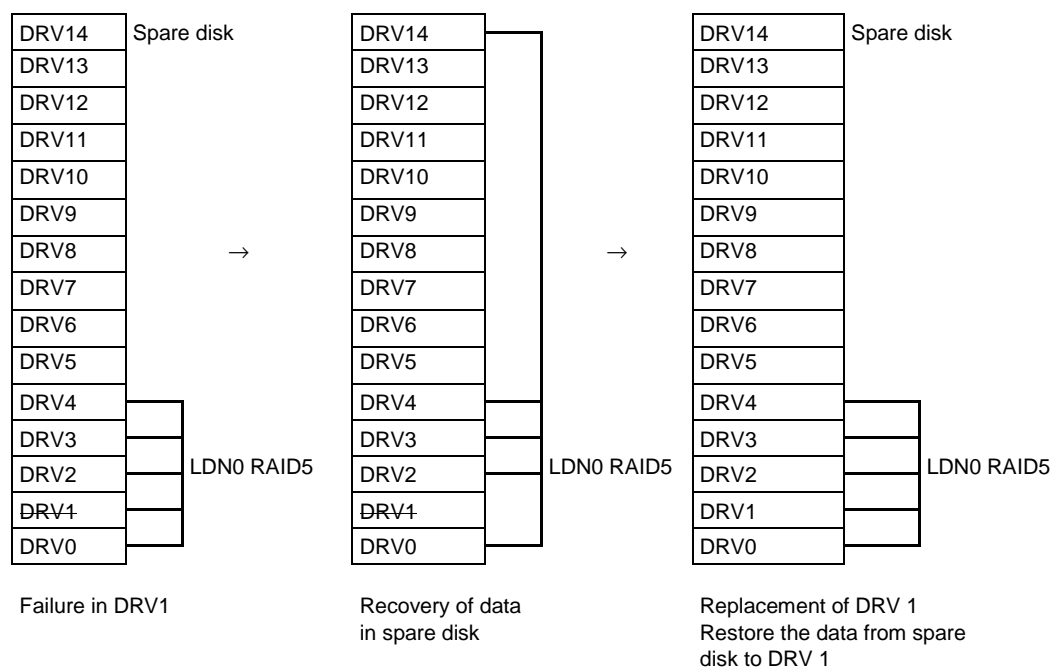 DRV14 Spare disk
DRV13
DRV12
DRV11
DRV10
DRV9
DRV8
DRV7
DRV6
DRV5
DRV4
DRV3
DRV2
DRV1
DRV0
LDN0 RAID5
Failure in DRV1
→
DRV14
DRV13
DRV12
DRV11
DRV10
DRV9
DRV8
DRV7
DRV6
DRV5
DRV4
DRV3
DRV2
DRV1
DRV0
LDN0 RAID5
Recovery of data
in spare disk
→
DRV14 Spare disk
DRV13
DRV12
DRV11
DRV10
DRV9
DRV8
DRV7
DRV6
DRV5
DRV4
DRV3
DRV2
DRV1
DRV0
LDN0 RAID5
Replacement of DRV 1
Restore the data from spare
disk to DRV 1